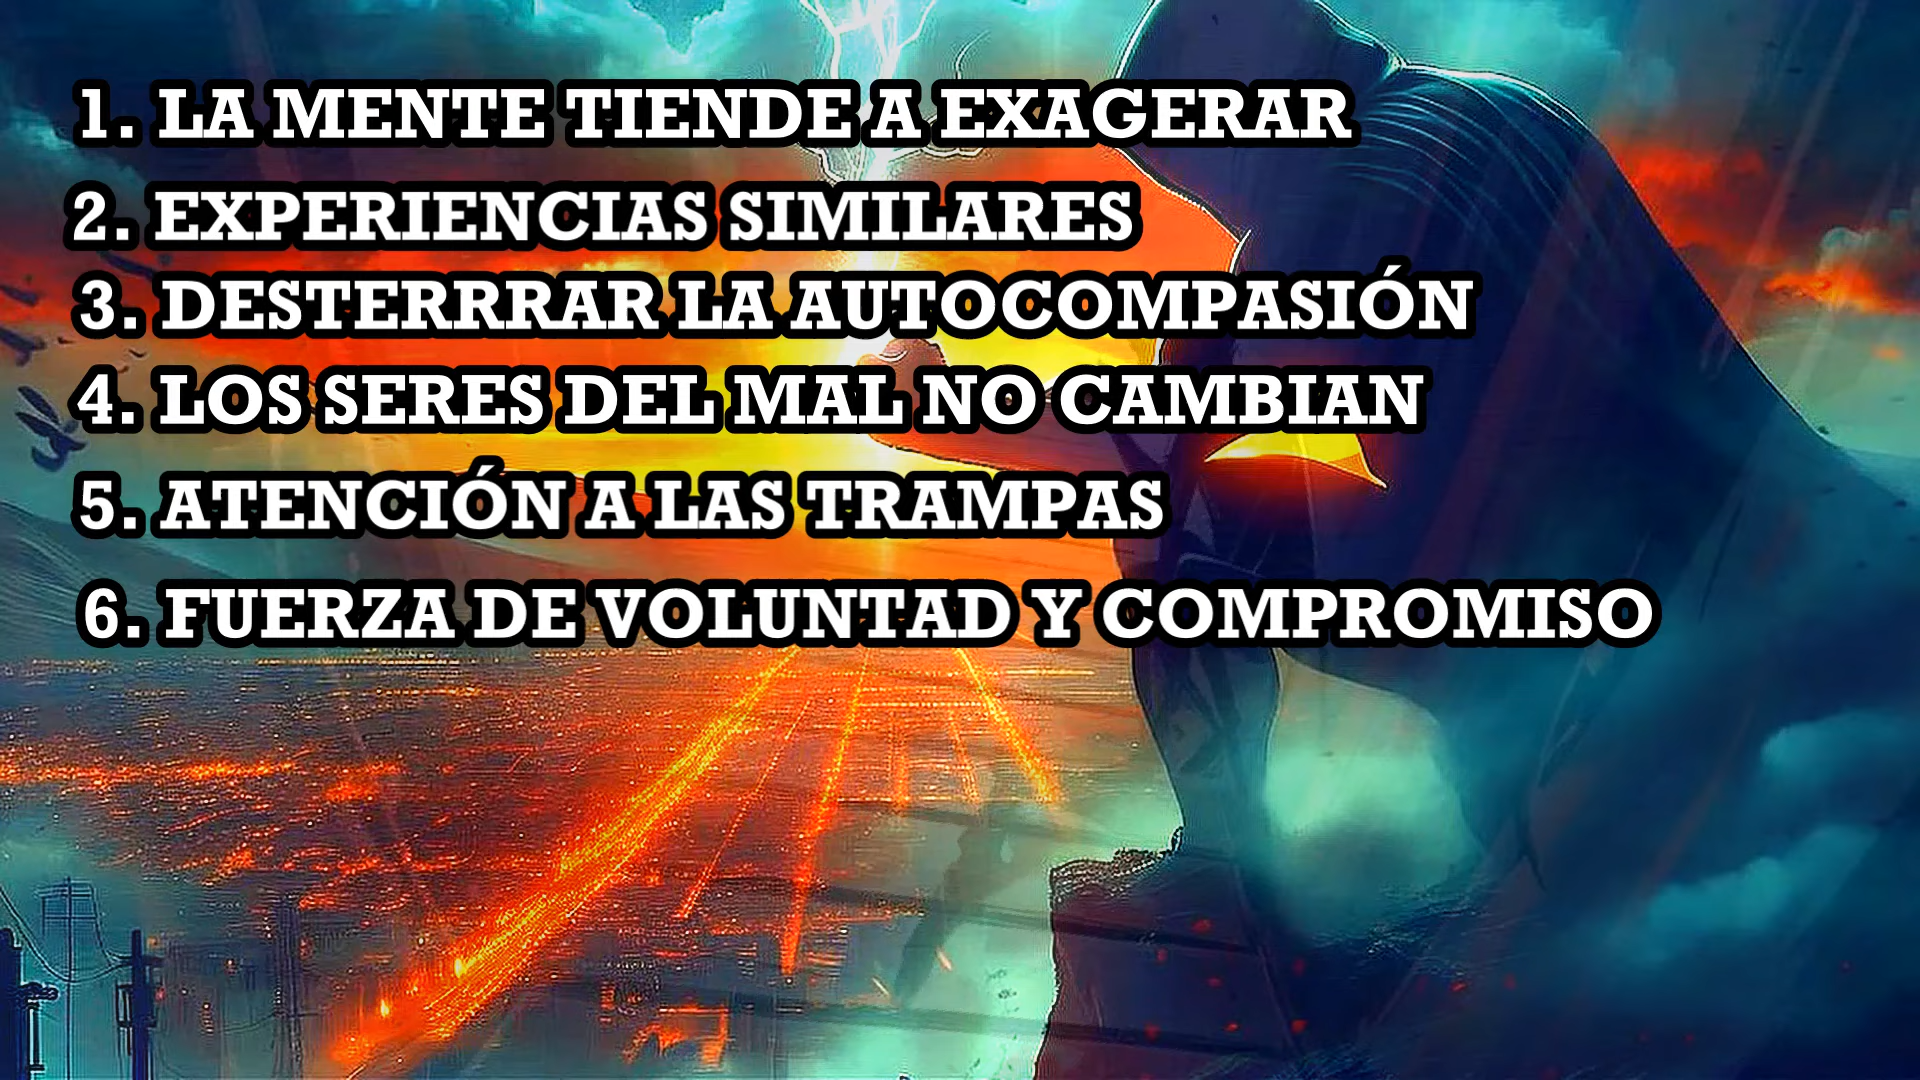 1. LA MENTE TIENDE A EXAGERAR
2. EXPERIENCIAS SIMILARES
3. DESTERRRAR LA AUTOCOMPASIÓN
4. LOS SERES DEL MAL NO CAMBIAN
5. ATENCIÓN A LAS TRAMPAS
6. FUERZA DE VOLUNTAD Y COMPROMISO